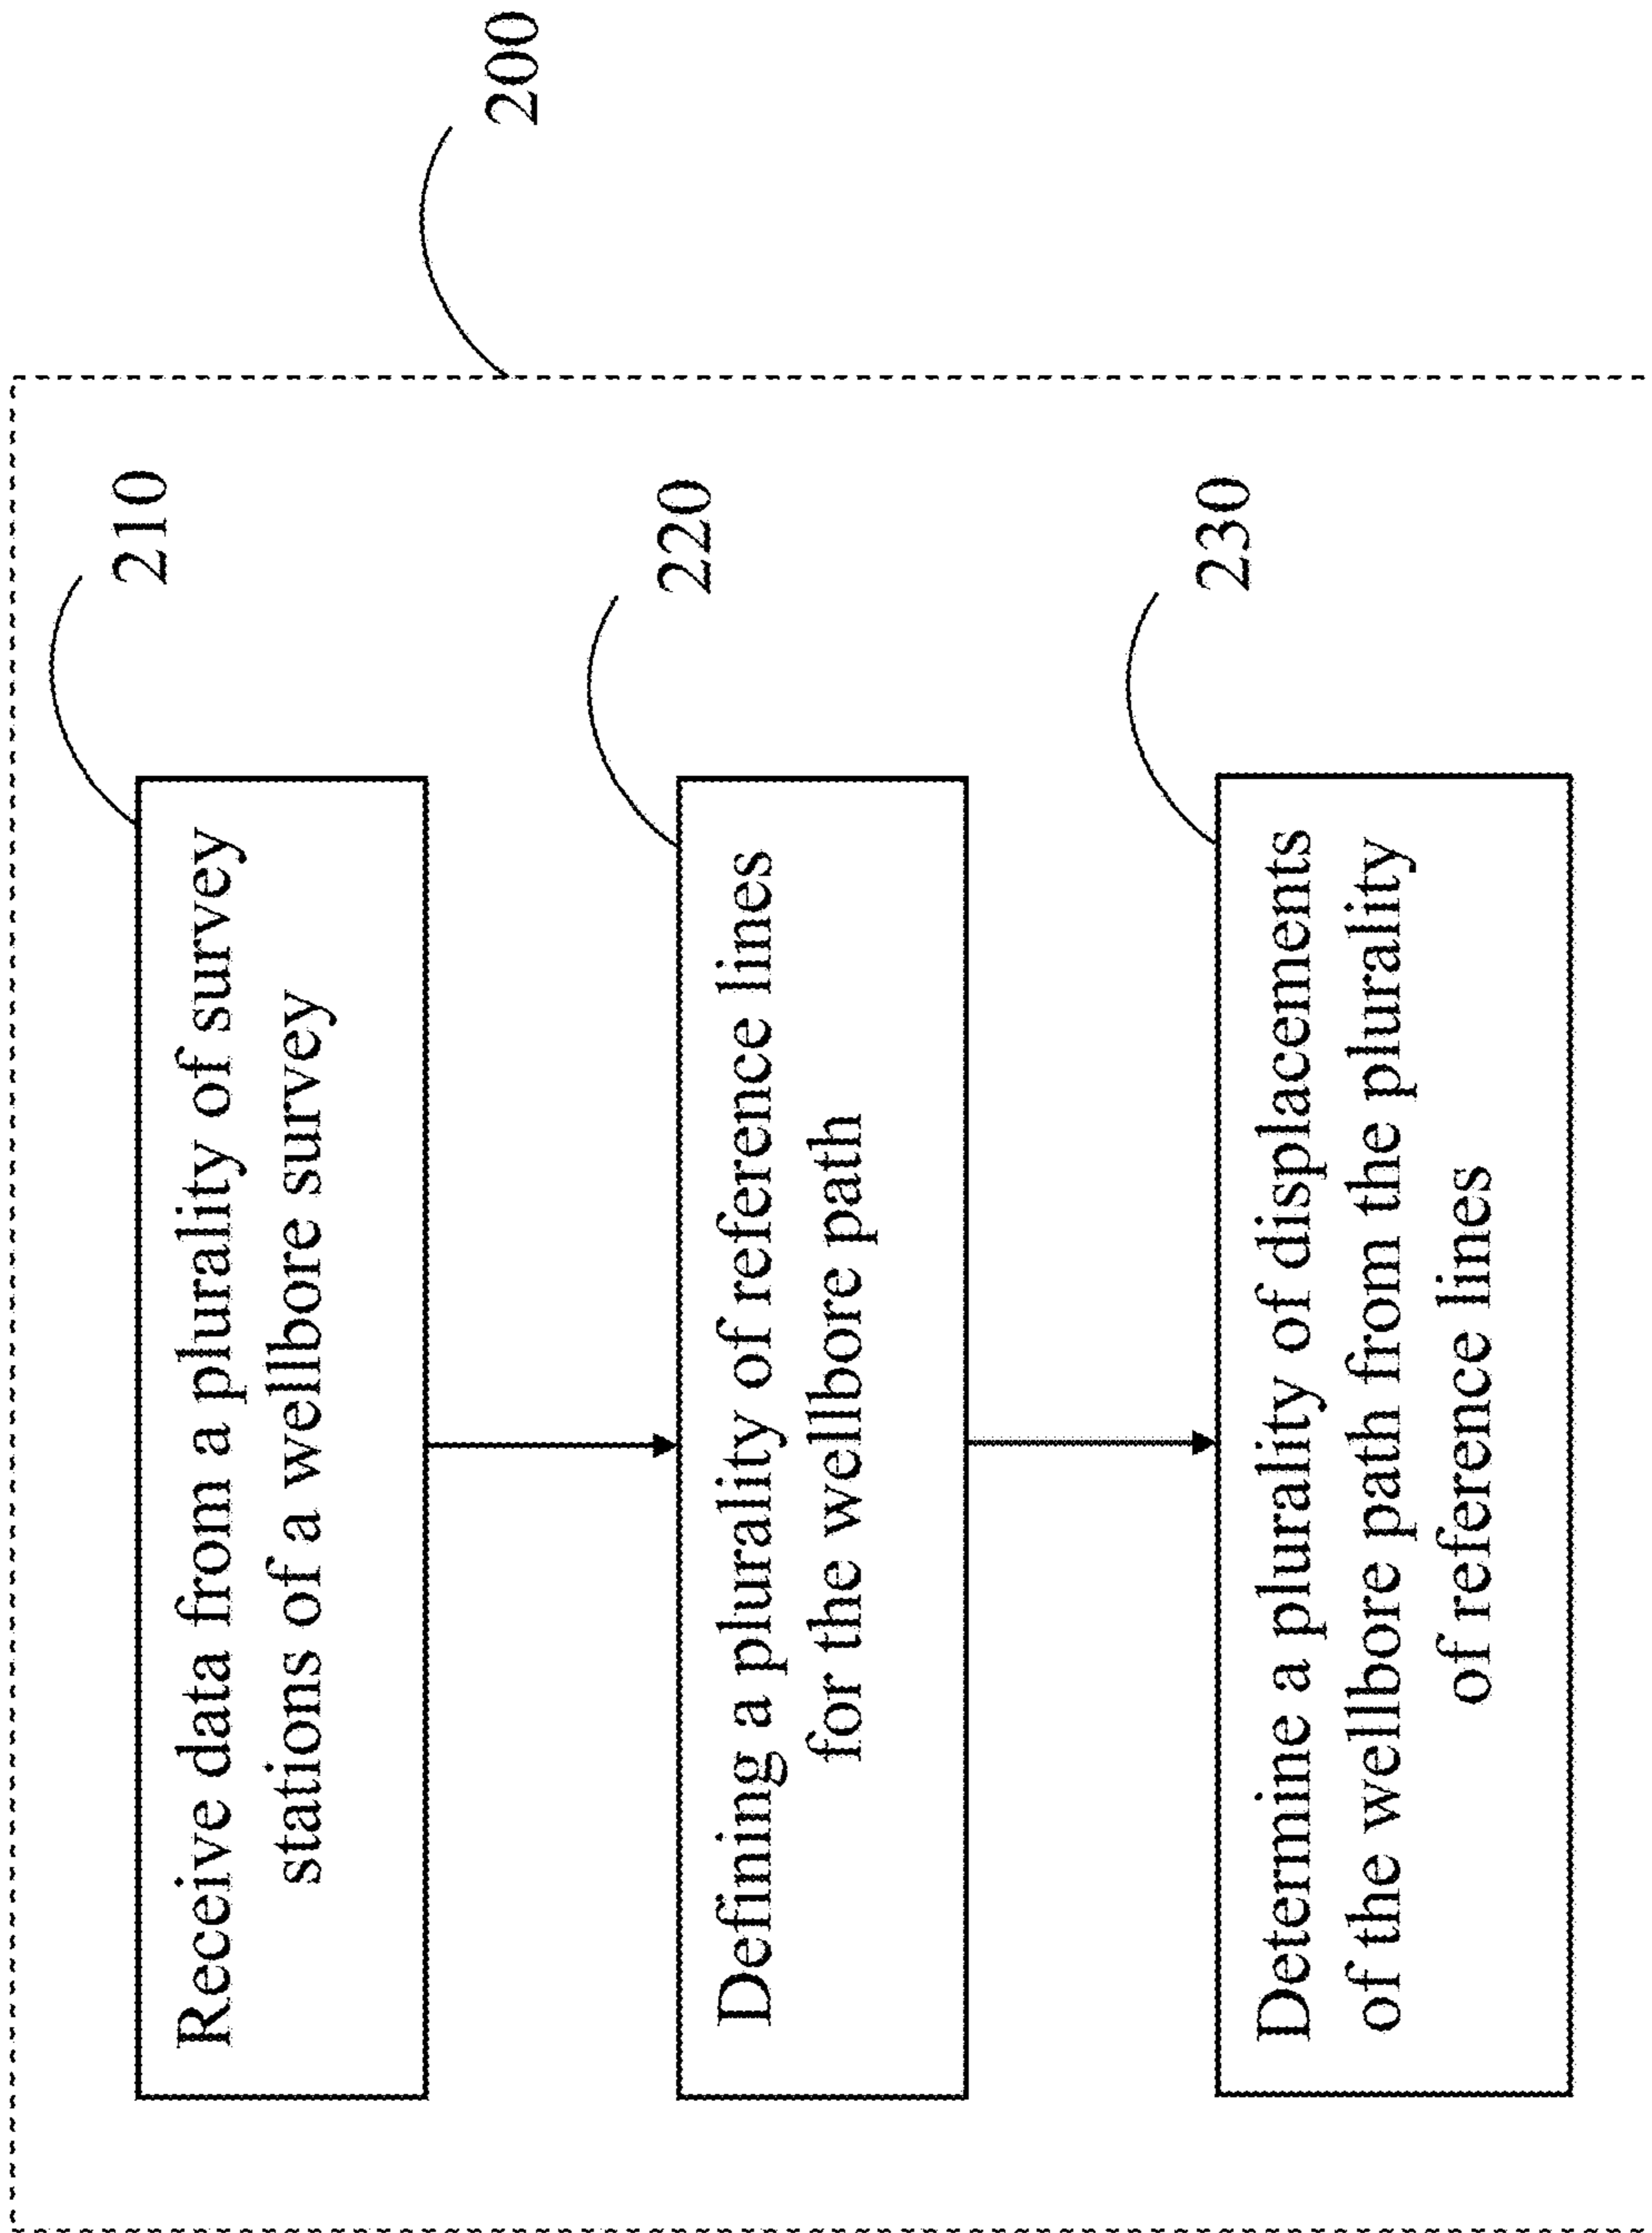 200
210
Receive data from a plurality of survey
stations of a wellbore survey
220
Defining a plurality of reference lines
for the wellbore path
230
Determine a plurality of displacements
of the wellbore path from the plurality
of reference lines